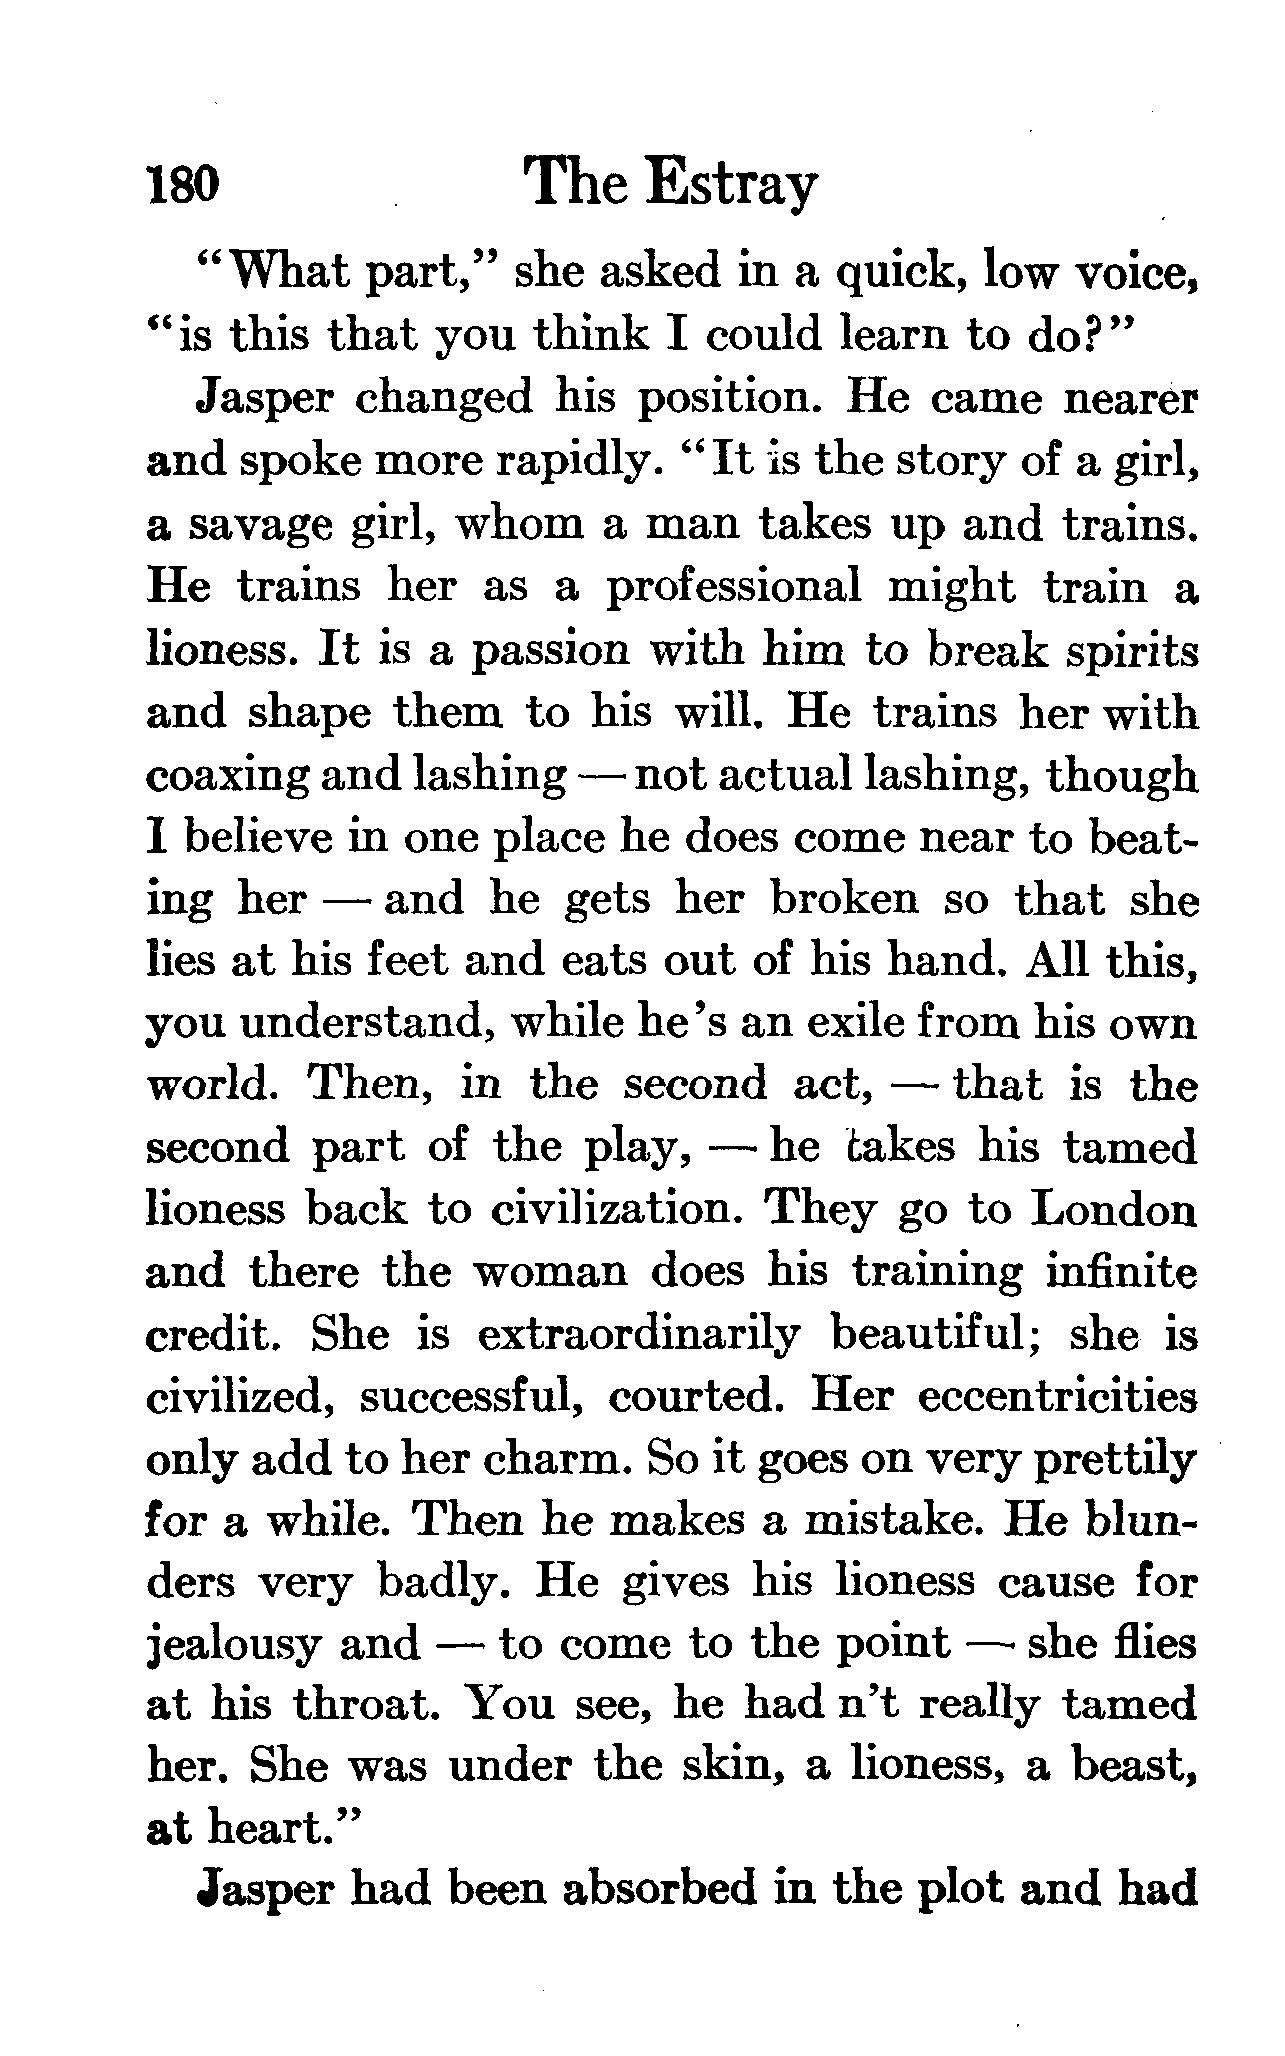 180 The Estray
"What part," she asked in a quick, low voice,
"is this that you think I could learn to do?"
Jasper changed his position. He came nearer
and spoke more rapidly. "It is the story of a girl,
a savage girl, whom a man takes up and trains.
He trains her as a professional might train a
lioness. It is a passion with him to break spirits
and shape them to his will. He trains her with
coaxing and lashing — not actual lashing, though
I believe in one place he does come near to beat-
ing her — and he gets her broken so that she
lies at his feet and eats out of his hand. All this,
you understand, while he's an exile from his own
world. Then, in the second act, — that is the
second part of the play, — he takes his tamed
lioness back to civilization. They go to London
and there the woman does his training infinite
credit. She is extraordinarily beautiful; she is
civilized, successful, courted. Her eccentricities
only add to her charm. So it goes on very prettily
for a while. Then he makes a mistake. He blun-
ders very badly. He gives his lioness cause for
jealousy and — to come to the point — she flies
at his throat. You see, he had n't really tamed
her. She was under the skin, a lioness, a beast,
at heart."
Jasper had been absorbed in the plot and had